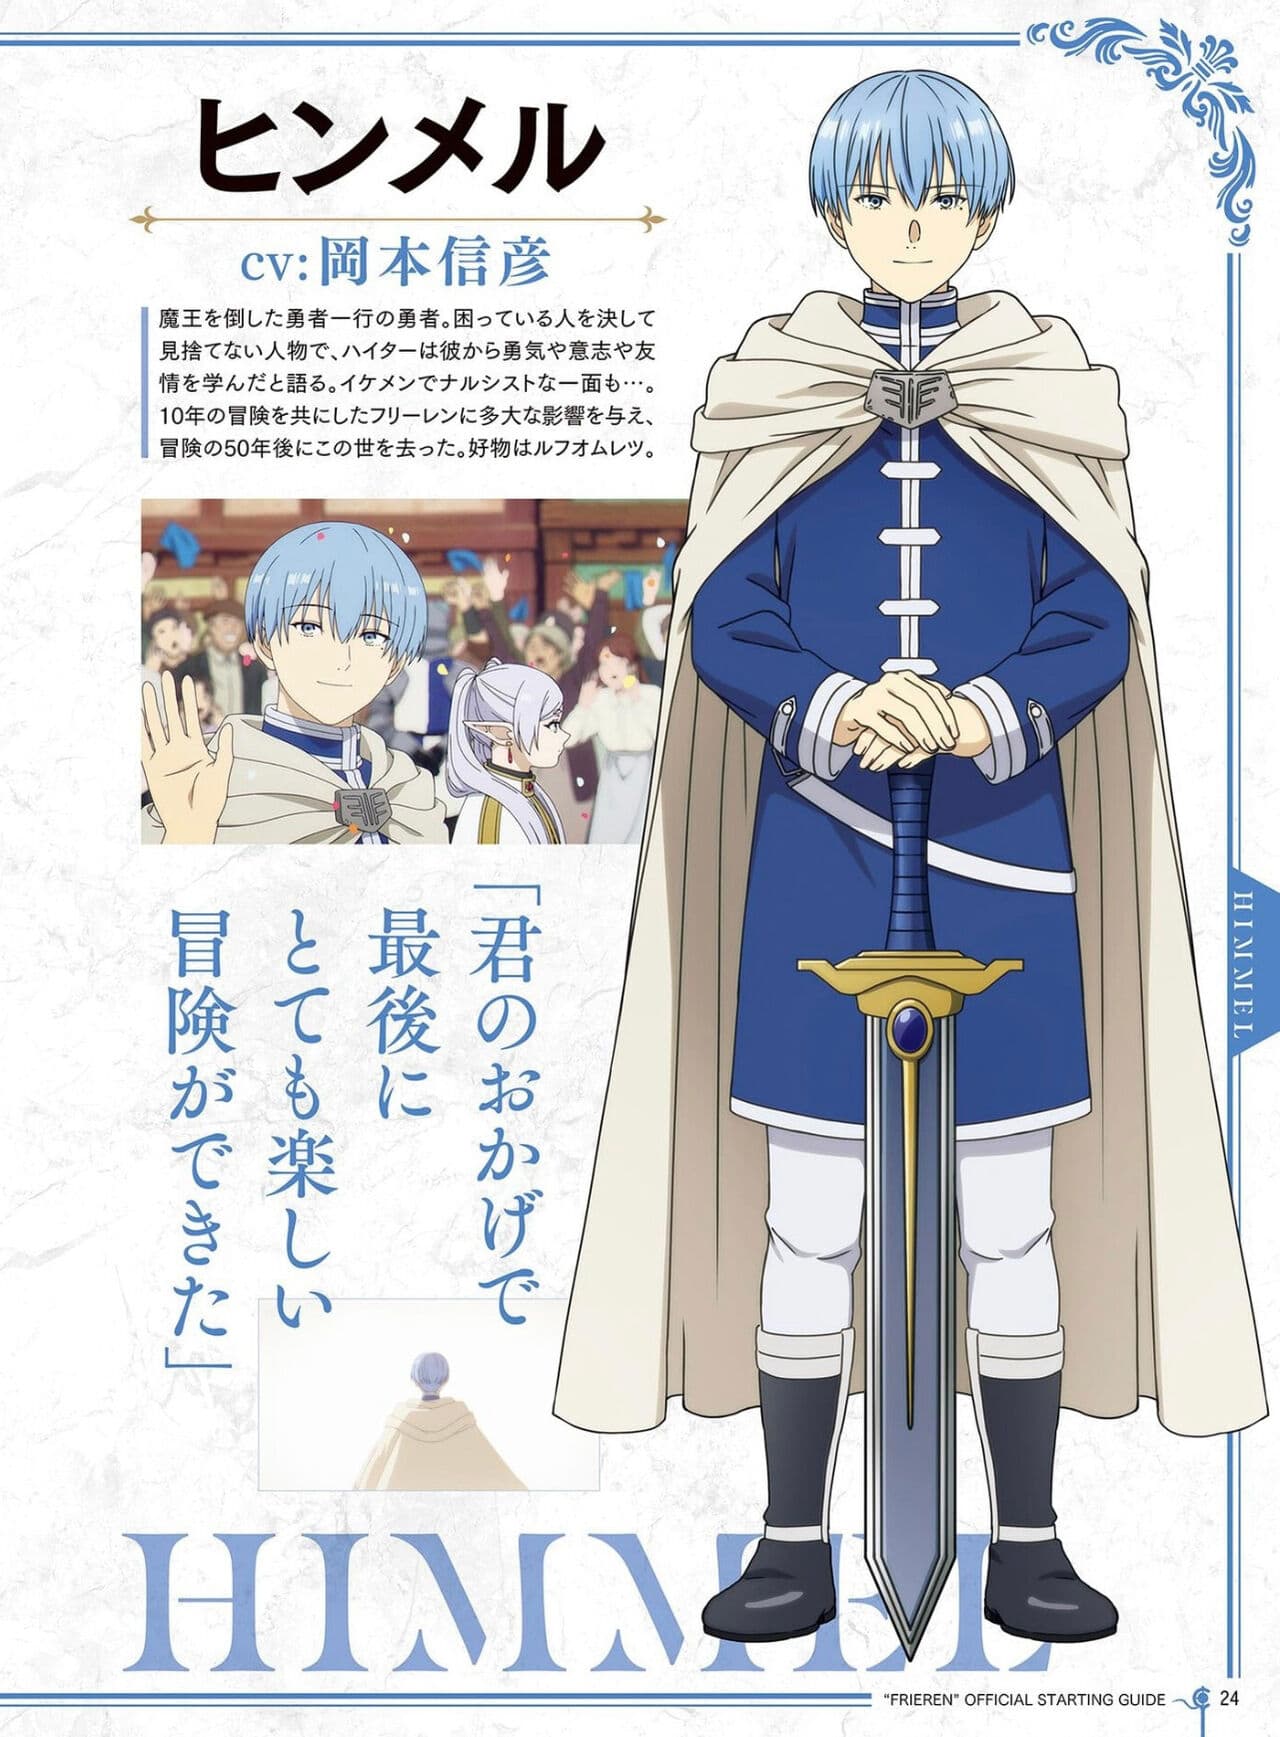 ヒンメル
cv:岡本信彦
魔王を倒した勇者一行の勇者。困っている人を決して
見捨てない人物で、ハイターは彼から勇気や意志や友
情を学んだと語る。イケメンでナルシストな一面も…。
10年の冒険を共にしたフリーレンに多大な影響を与え、
冒険の50年後にこの世を去った。好物はルフオムレツ。
「君のおかげで
最後に
とても楽しい
冒険ができた」
HIMMEL
HIMMEL
“FRIEREN” OFFICIAL STARTING GUIDE 24